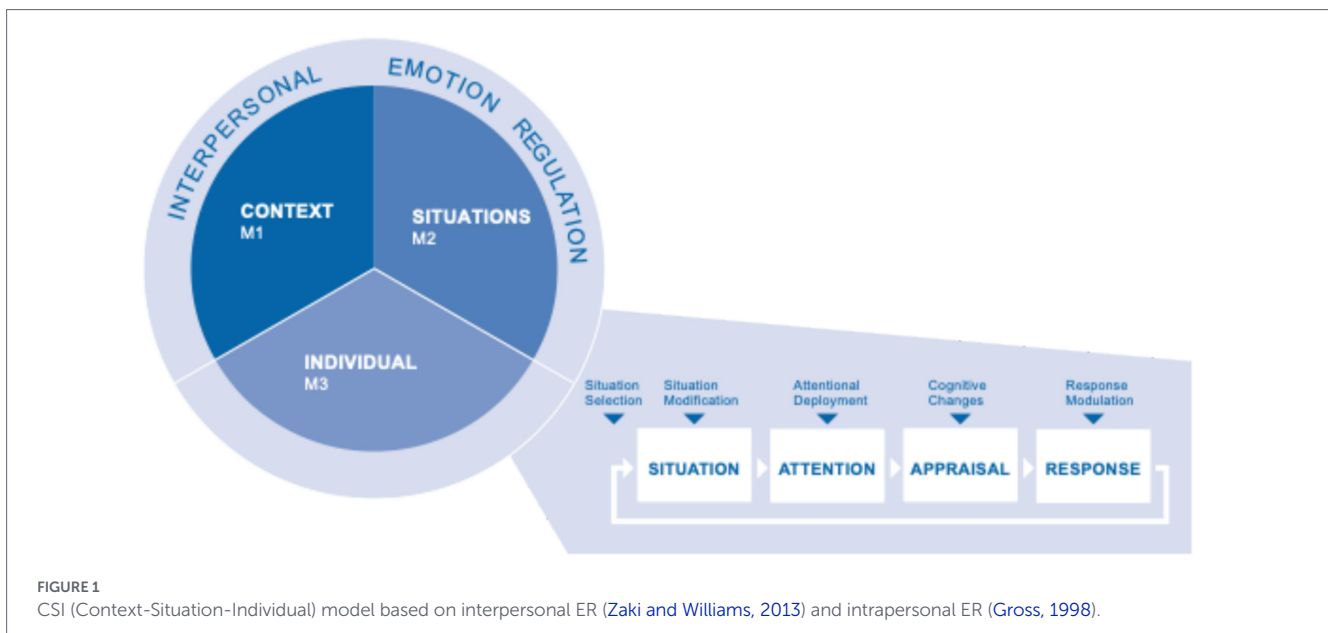 INTERPERSONAL EMOTION REGULATION
CONTEXT
M1
SITUATIONS
M2
INDIVIDUAL
M3
Situation
Selection
Situation
Modification
Attentional
Deployment
Cognitive
Changes
Response
Modulation
SITUATION
ATTENTION
APPRAISAL
RESPONSE
FIGURE 1
CSI (Context-Situation-Individual) model based on interpersonal ER (Zaki and Williams, 2013) and intrapersonal ER (Gross, 1998).